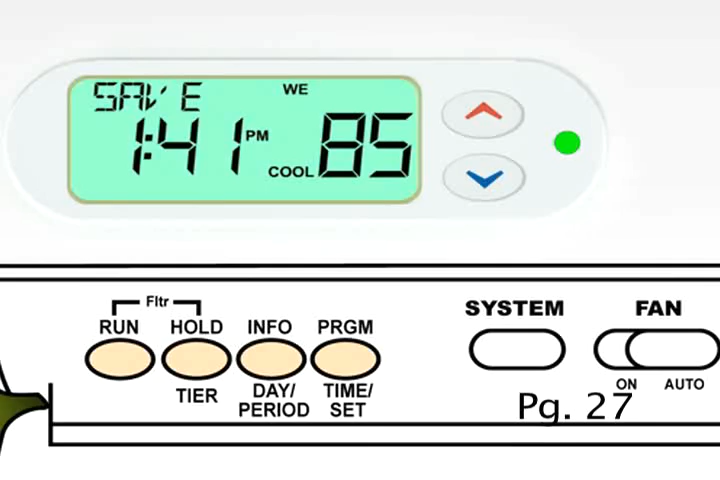 SAVE WE
1:41 PM COOL 85
Fltr
RUN HOLD INFO PRGM
TIER DAY/PERIOD TIME/SET
SYSTEM FAN
ON AUTO
Pg. 27